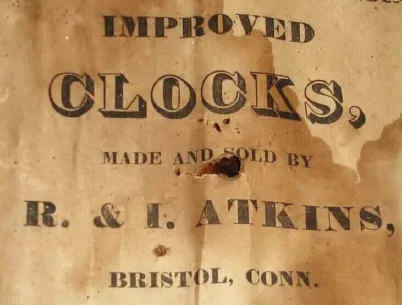 IMPROVED
CLOCKS,
MADE AND SOLD BY
R. & I. ATKINS,
BRISTOL, CONN.